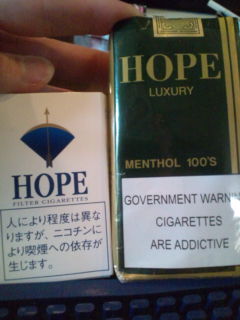 HOPE
FILTER CIGARETTES
人により程度は異な
りますが、ニコチンに
より喫煙への依存が
生じます。
HOPE
LUXURY
MENTHOL 100'S
GOVERNMENT WARNIN
CIGARETTES
ARE ADDICTIVE